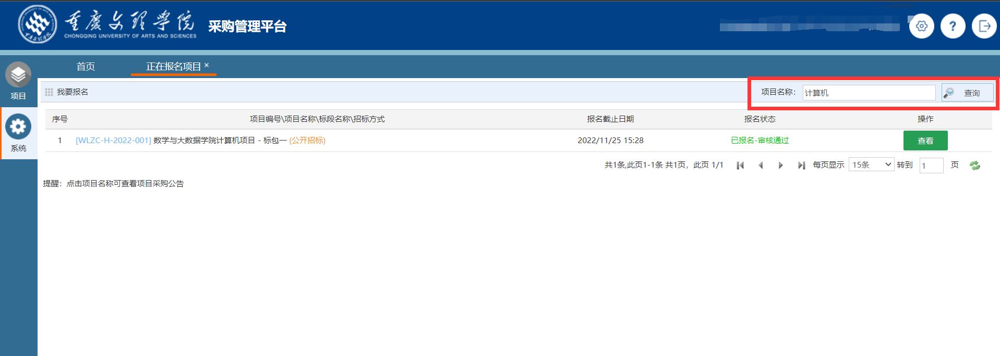 重慶文理學院
CHONGQING UNIVERSITY OF ARTS AND SCIENCES
采购管理平台
?
项目
系统
首页
正在报名项目 ×
我要报名
项目名称: 计算机 查询
序号 项目编号\项目名称\标段名称\招标方式 报名截止日期 报名状态 操作
1 [WLZC-H-2022-001] 数学与大数据学院计算机项目 - 标包一 (公开招标) 2022/11/25 15:28 已报名-审核通过 查看
共1条,此页1-1条 共1页，此页 1/1 每页显示 15条 转到 1 页
提醒：点击项目名称可查看项目采购公告